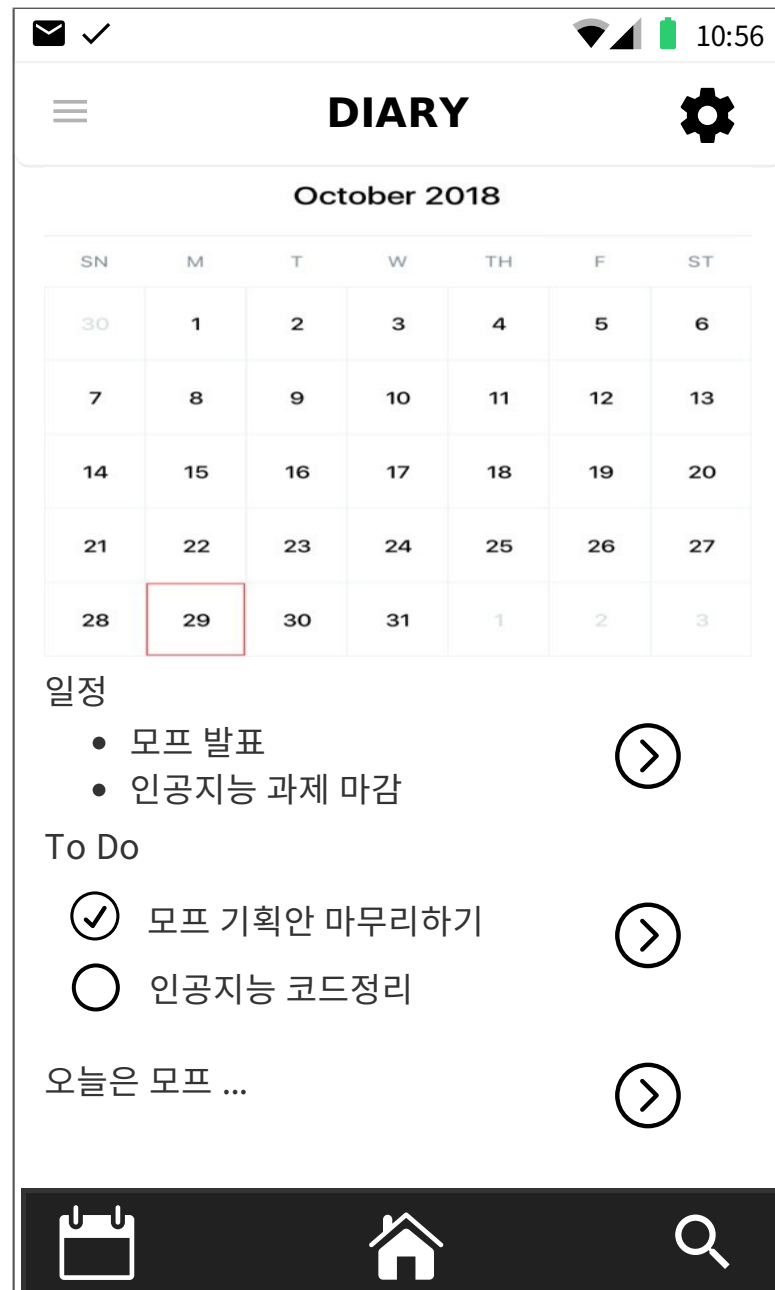 10:56
DIARY
October 2018
SN M T W TH F ST
30 1 2 3 4 5 6
7 8 9 10 11 12 13
14 15 16 17 18 19 20
21 22 23 24 25 26 27
28 29 30 31 1 2 3
일정
모프 발표
인공지능 과제 마감
To Do
모프 기획안 마무리하기
인공지능 코드정리
오늘은 모프 ...